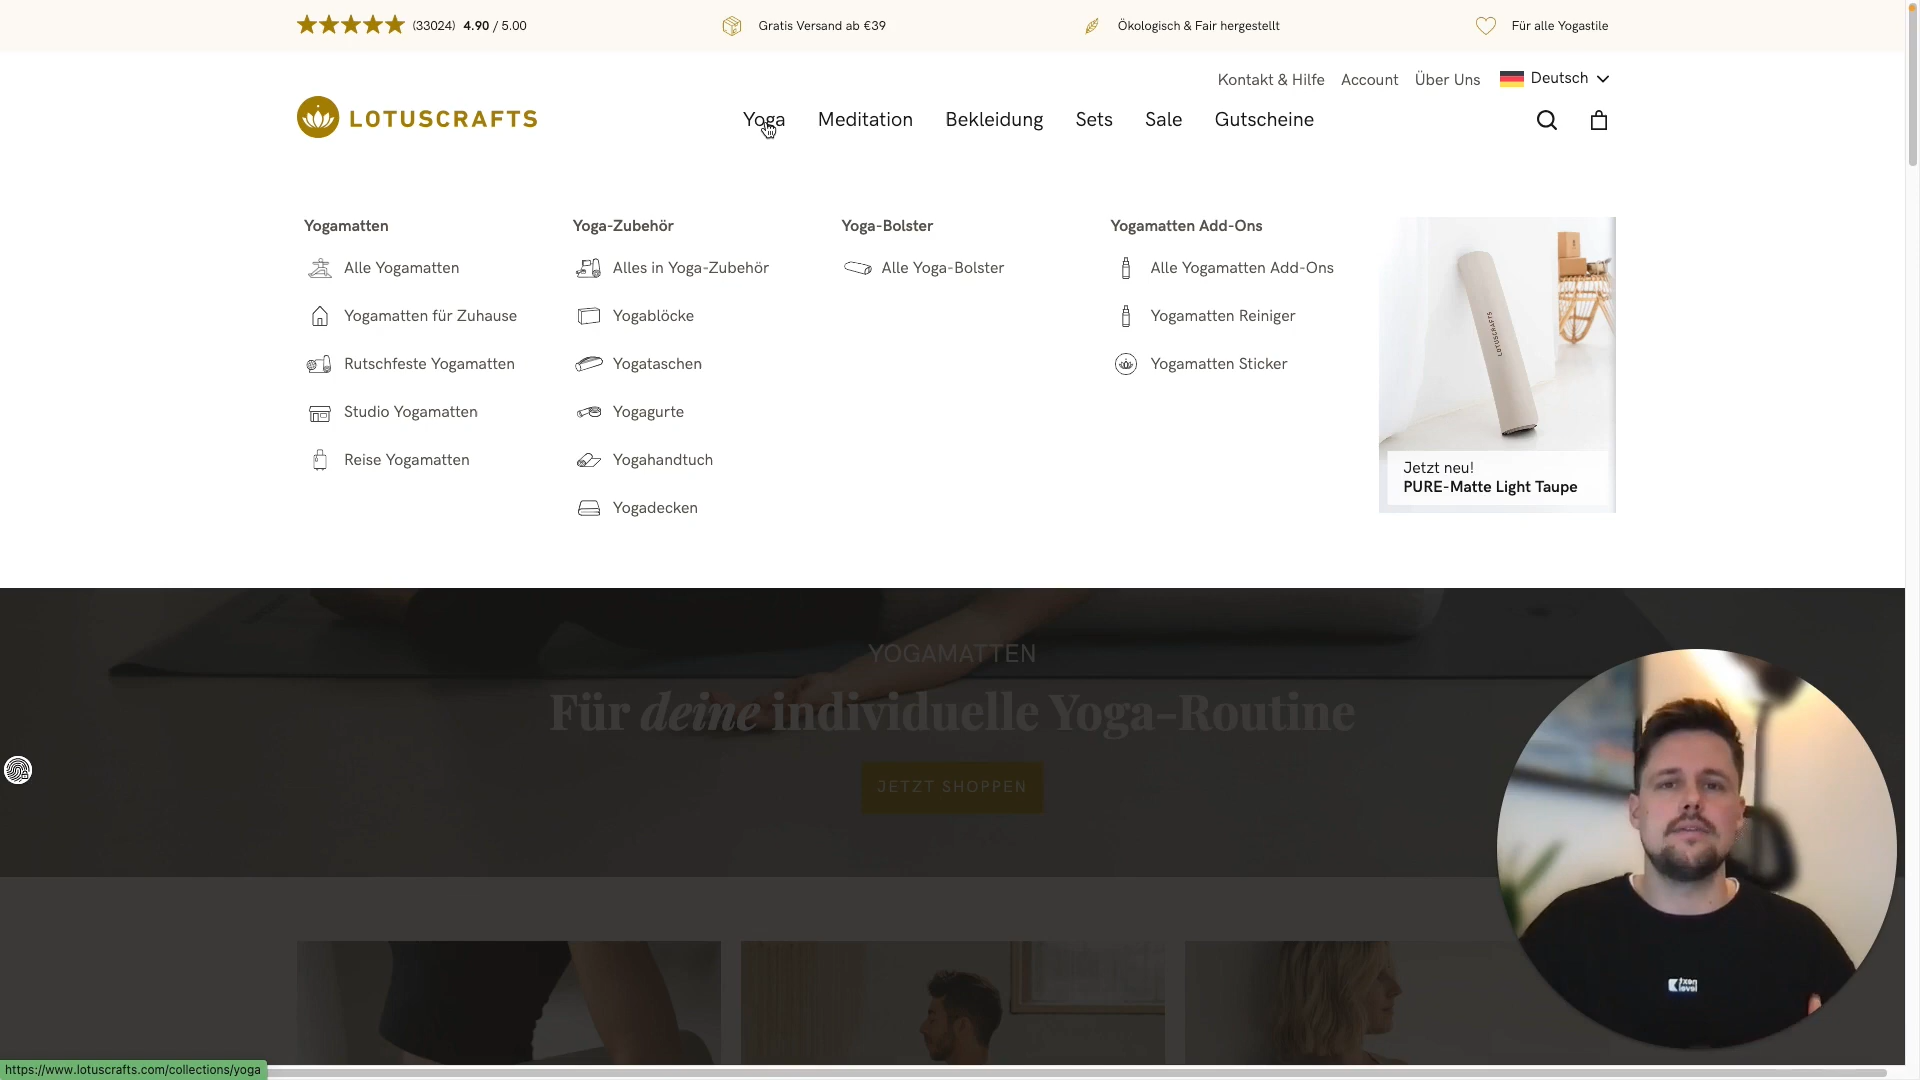 (33024) 4.90 / 5.00
Gratis Versand ab €39
Ökologisch & Fair hergestellt
Für alle Yogastile
Kontakt & Hilfe
Account
Über Uns
Deutsch
LOTUSCRAFTS
Yoga
Meditation
Bekleidung
Sets
Sale
Gutscheine
Yogamatten
Alle Yogamatten
Yogamatten für Zuhause
Rutschfeste Yogamatten
Studio Yogamatten
Reise Yogamatten
Yoga-Zubehör
Alles in Yoga-Zubehör
Yogablöcke
Yogataschen
Yogagurte
Yogahandtuch
Yogadecken
Yoga-Bolster
Alle Yoga-Bolster
Yogamatten Add-Ons
Alle Yogamatten Add-Ons
Yogamatten Reiniger
Yogamatten Sticker
LOTUSCRAFTS
Jetzt neu!
PURE-Matte Light Taupe
YOGAMATTEN
Für deine individuelle Yoga-Routine
JETZT SHOPPEN
https://www.lotuscrafts.com/collections/yoga